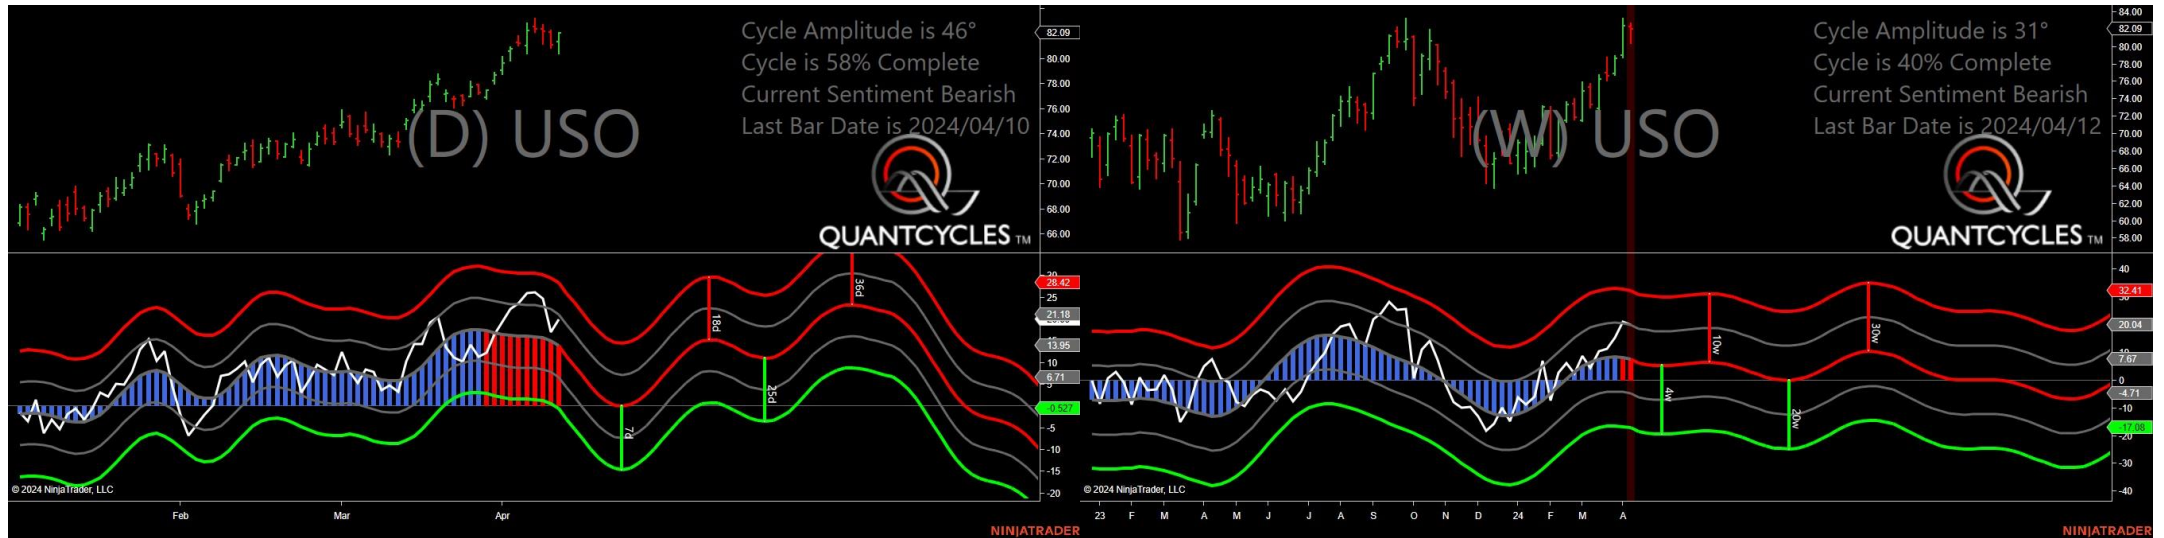 Cycle Amplitude is 46°
Cycle is 58% Complete
Current Sentiment Bearish
Last Bar Date is 2024/04/10
(D) USO
QUANTCYCLES TM
82.09
80.00
78.00
76.00
74.00
72.00
70.00
68.00
66.00
28.42
25
21.18
13.95
10
6.71
-0.527
-5
-10
-15
-20
7d
18d
25d
36d
© 2024 NinjaTrader, LLC
Feb
Mar
Apr
NINJATRADER
Cycle Amplitude is 31°
Cycle is 40% Complete
Current Sentiment Bearish
Last Bar Date is 2024/04/12
(W) USO
QUANTCYCLES TM
84.00
82.09
80.00
78.00
76.00
74.00
72.00
70.00
68.00
66.00
64.00
62.00
60.00
58.00
40
32.41
20.04
7.67
0
-4.71
-10
-17.08
-20
-30
-40
4w
10w
20w
30w
© 2024 NinjaTrader, LLC
23 F M A M J J A S O N D 24 F M A
NINJATRADER